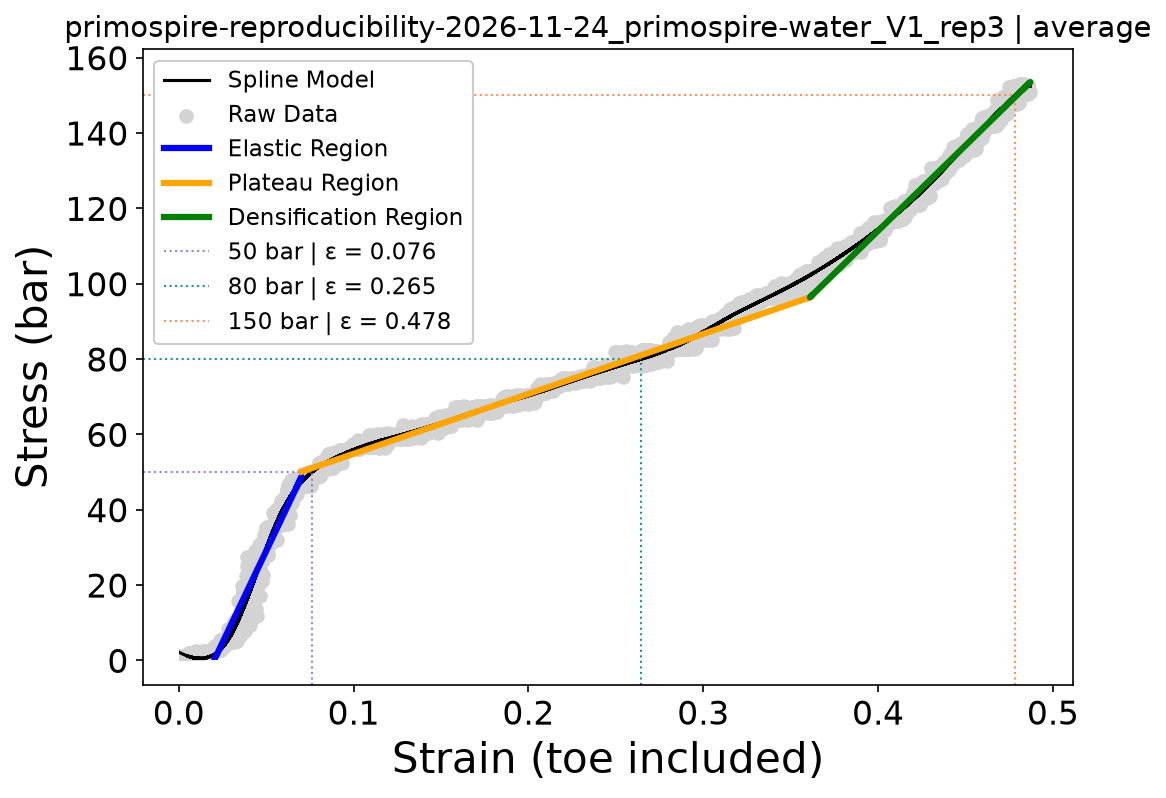 primospire-reproducibility-2026-11-24_primospire-water_V1_rep3 | average
160
140
120
100
80
60
40
20
0
Stress (bar)
Spline Model
Raw Data
Elastic Region
Plateau Region
Densification Region
50 bar | ε = 0.076
80 bar | ε = 0.265
150 bar | ε = 0.478
0.0 0.1 0.2 0.3 0.4 0.5
Strain (toe included)